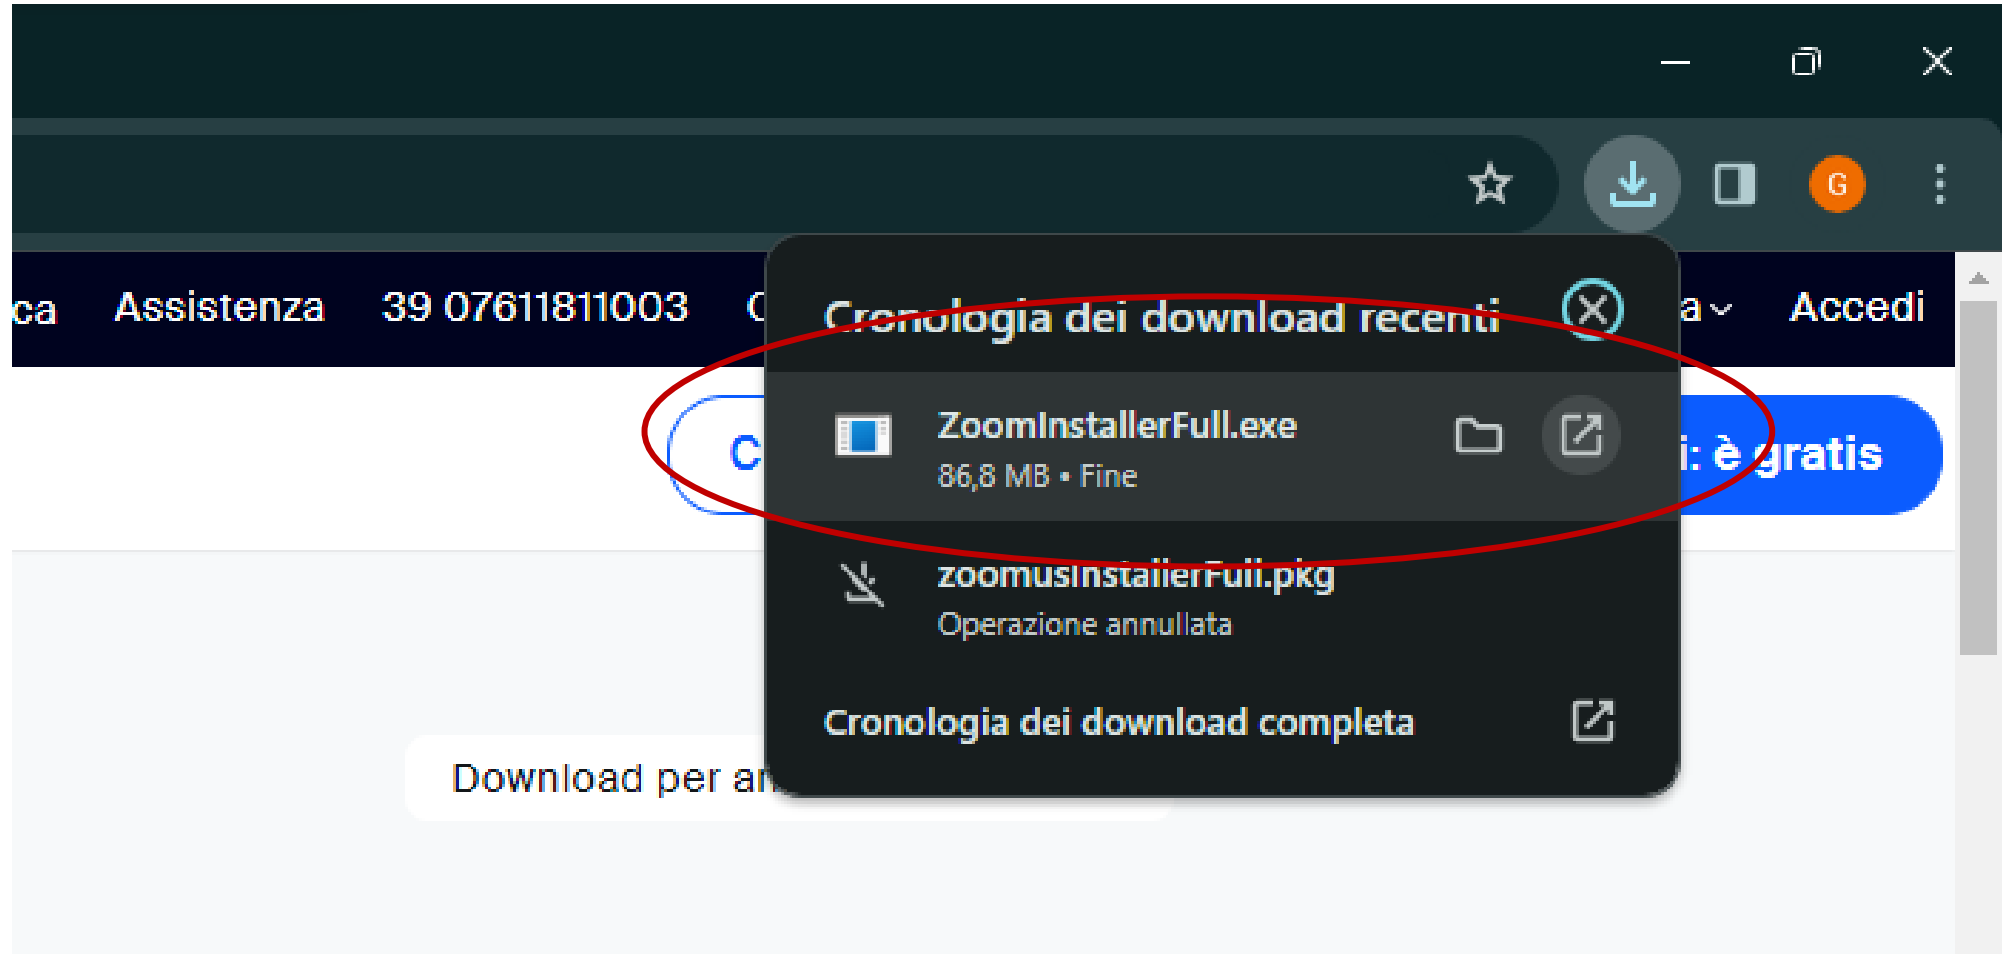 G
ca Assistenza 39 07611811003 a Accedi
Cronologia dei download recenti
ZoomInstallerFull.exe
86,8 MB • Fine
C i: è gratis
zoomusInstallerFull.pkg
Operazione annullata
Cronologia dei download completa
Download per an